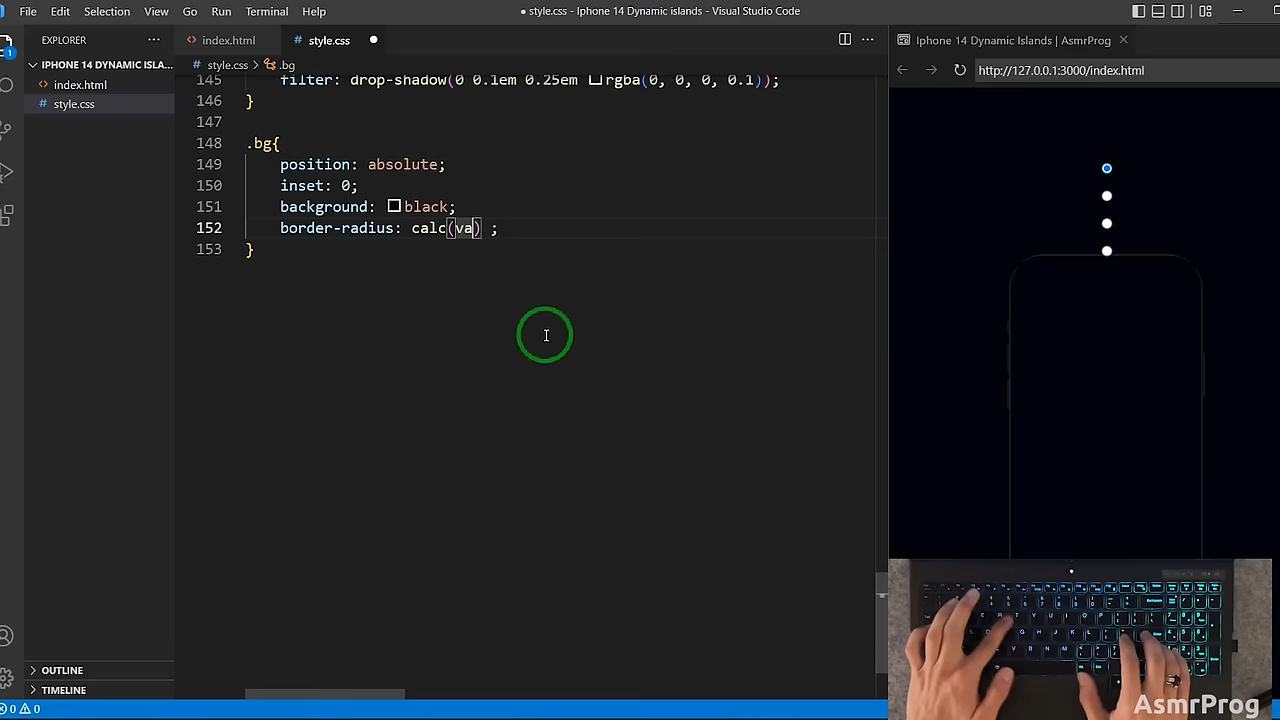 File Edit Selection View Go Run Terminal Help
● style.css - Iphone 14 Dynamic islands - Visual Studio Code
EXPLORER
IPHONE 14 DYNAMIC ISLA...
index.html
# style.css
OUTLINE
TIMELINE
1
index.html
# style.css
# style.css > .bg
145 filter: drop-shadow(0 0.1em 0.25em rgba(0, 0, 0, 0.1));
146 }
147
148 .bg{
149 position: absolute;
150 inset: 0;
151 background: black;
152 border-radius: calc(va) ;
153 }
0 0
Iphone 14 Dynamic Islands | AsmrProg
http://127.0.0.1:3000/index.html
AsmrProg